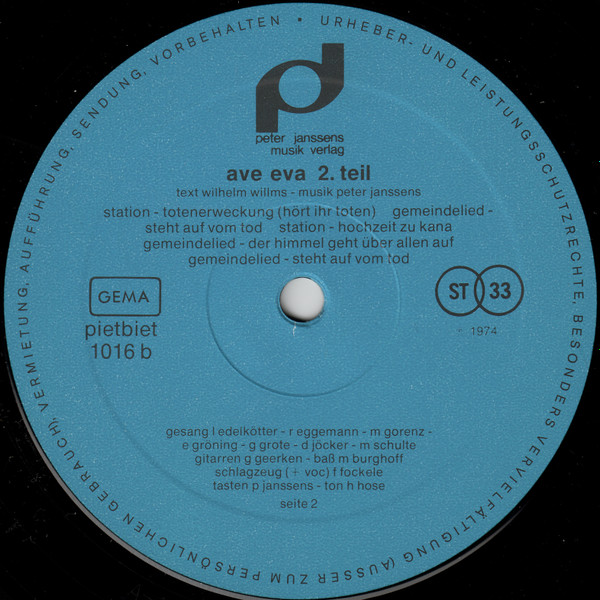 URHEBER- UND LEISTUNGSSCHUTZRECHTE, BESONDERS VERVIELFÄLTIGUNG (AUSSER ZUM PERSÖNLICHEN GEBRAUCH), VERMIETUNG, AUFFÜHRUNG, SENDUNG, VORBEHALTEN •
peter janssens
musik verlag
ave eva 2. teil
text wilhelm willms - musik peter janssens
station - totenerweckung (hört ihr toten) gemeindelied -
steht auf vom tod station - hochzeit zu kana
gemeindelied - der himmel geht über allen auf
gemeindelied - steht auf vom tod
GEMA
pietbiet
1016 b
ST 33
1974
gesang l edelkötter - r eggemann - m gorenz -
e gröning - g grote - d jöcker - m schulte
gitarren g geerken - baß m burghoff
schlagzeug (+ voc) f fockele
tasten p janssens - ton h hose
seite 2